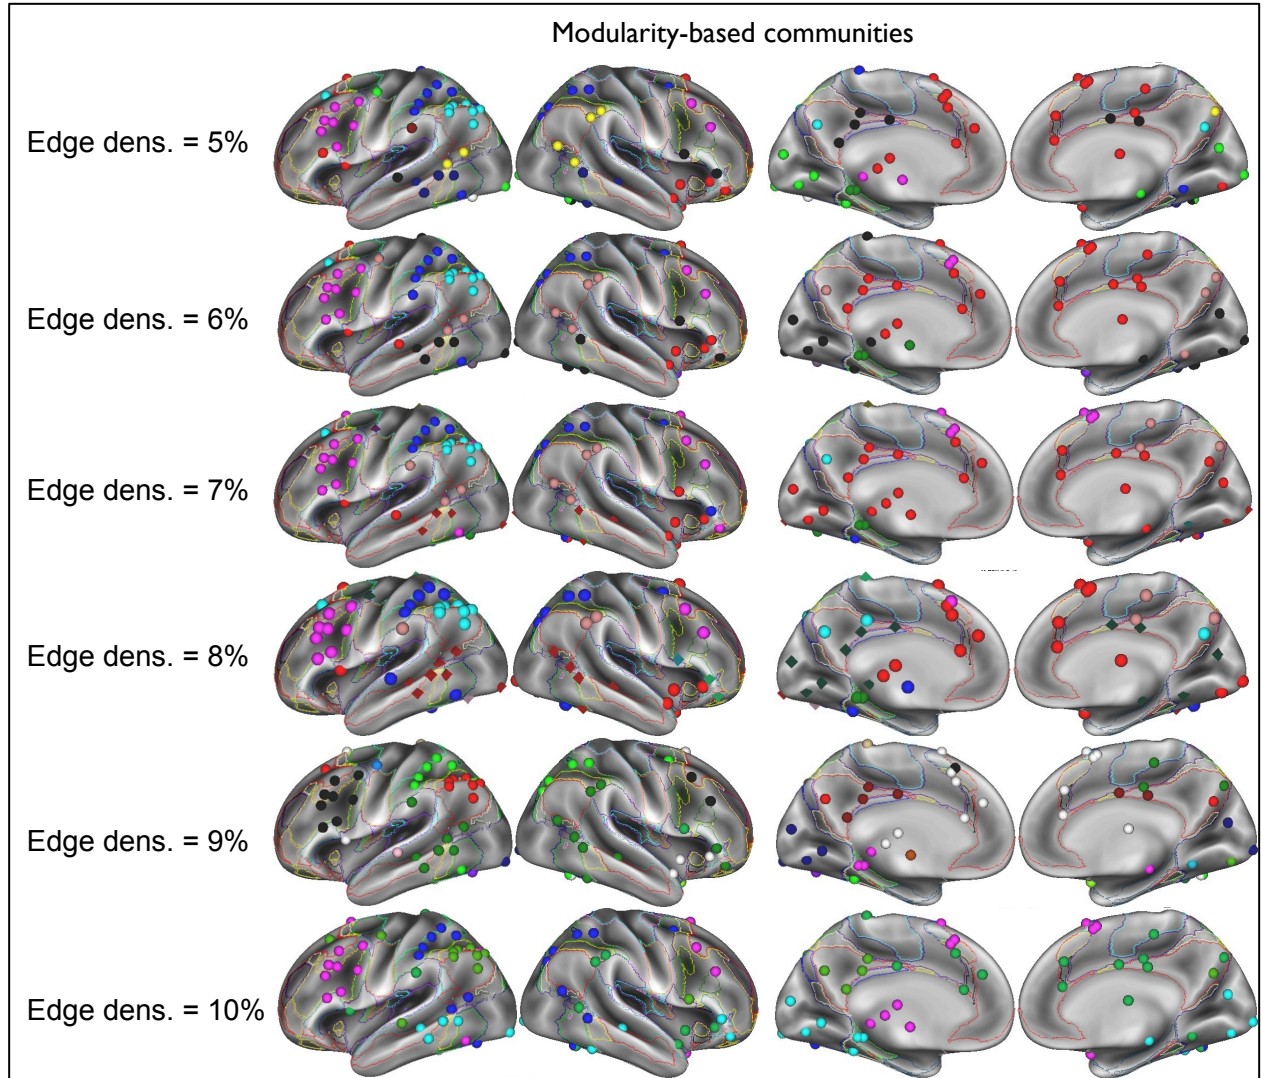 Modularity-based communities
Edge dens. = 5%
Edge dens. = 6%
Edge dens. = 7%
Edge dens. = 8%
Edge dens. = 9%
Edge dens. = 10%